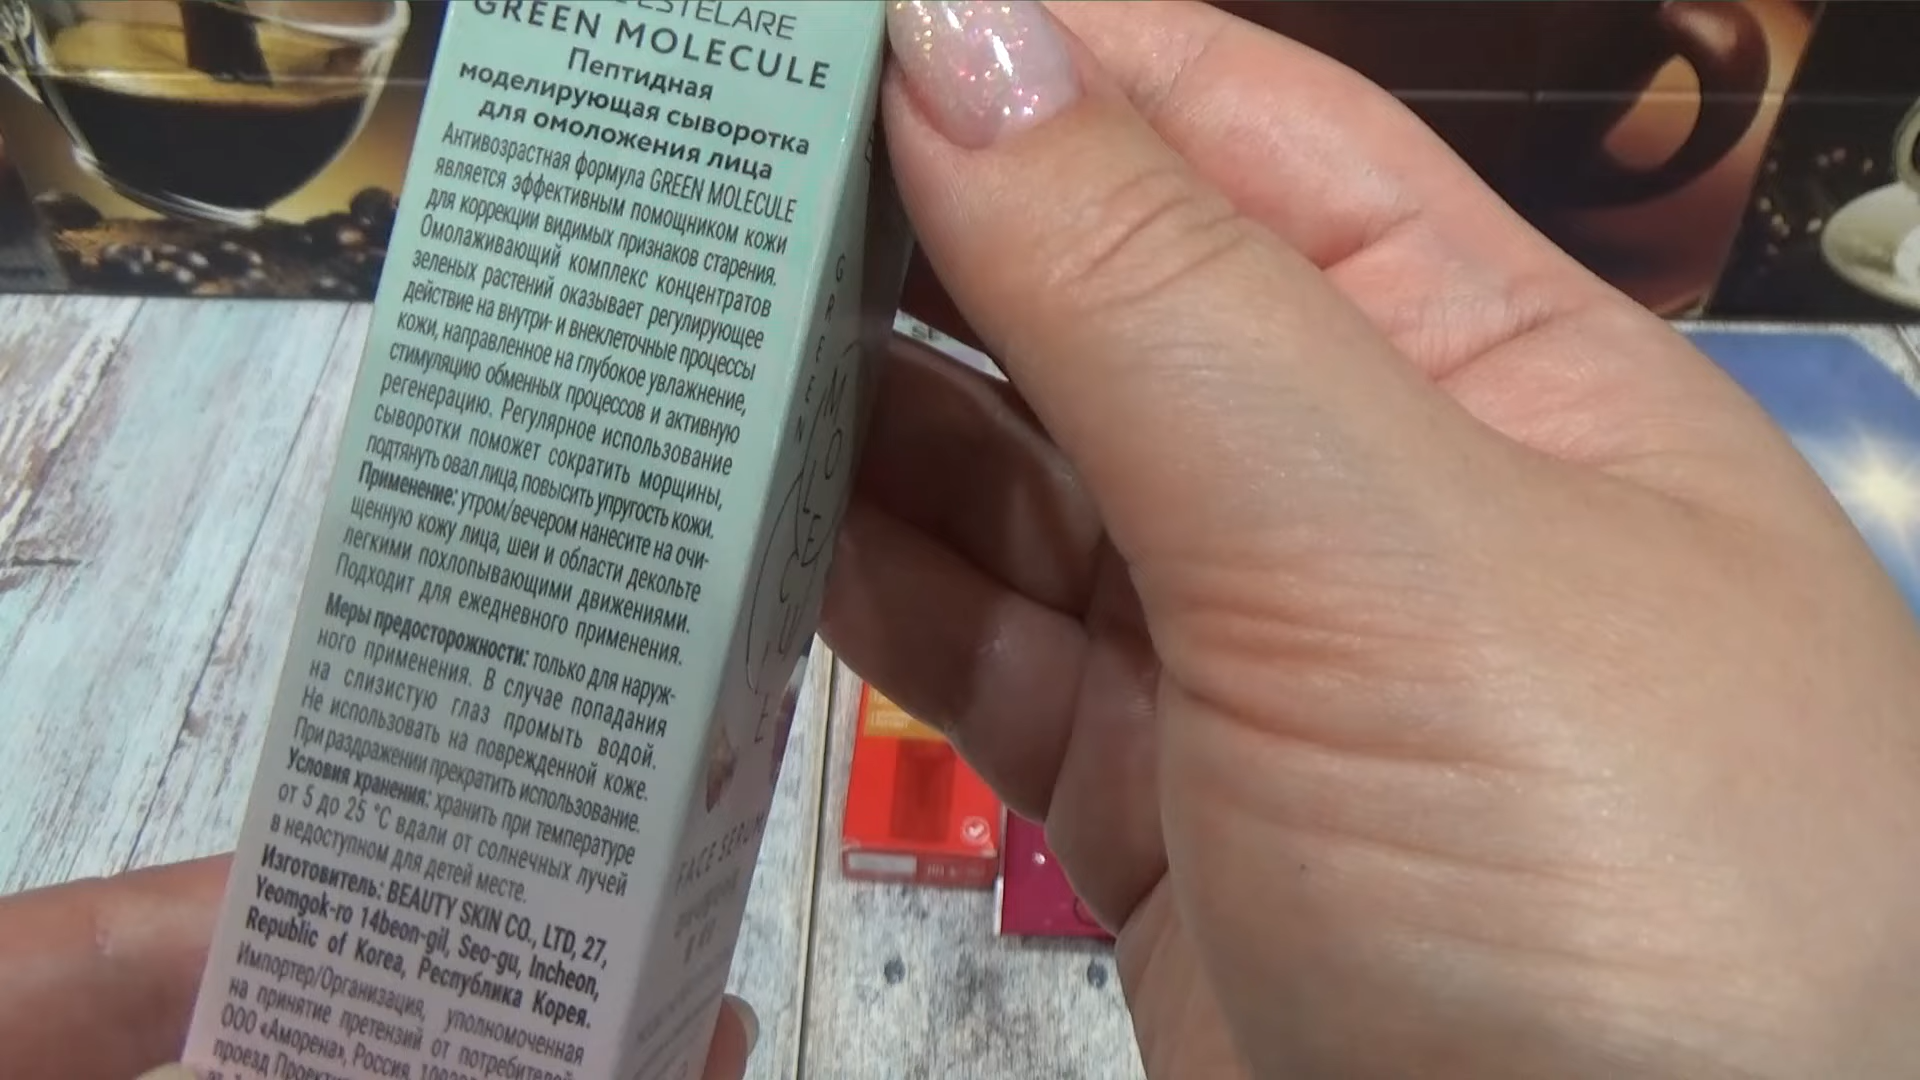 ESTELARE
GREEN MOLECULE
Пептидная
моделирующая сыворотка
для омоложения лица
Антивозрастная формула GREEN MOLECULE
является эффективным помощником кожи
для коррекции видимых признаков старения.
Омолаживающий комплекс концентратов
зеленых растений оказывает регулирующее
действие на внутри- и внеклеточные процессы
кожи, направленное на глубокое увлажнение,
стимуляцию обменных процессов и активную
регенерацию. Регулярное использование
сыворотки поможет сократить морщины,
подтянуть овал лица, повысить упругость кожи.
Применение: утром/вечером нанесите на очи-
щенную кожу лица, шеи и области декольте
легкими похлопывающими движениями.
Подходит для ежедневного применения.
Меры предосторожности: только для наруж-
ного применения. В случае попадания
на слизистую глаз промыть водой.
Не использовать на поврежденной коже.
При раздражении прекратить использование.
Условия хранения: хранить при температуре
от 5 до 25 °C вдали от солнечных лучей
в недоступном для детей месте.
Изготовитель: BEAUTY SKIN CO., LTD, 27,
Yeomgok-ro 14beon-gil, Seo-gu, Incheon,
Republic of Korea, Республика Корея.
Импортер/Организация, уполномоченная
на принятие претензий от потребителей
ООО «Аморена», Россия,
проезд
GREEN
MOLECULE
FACE SERUM